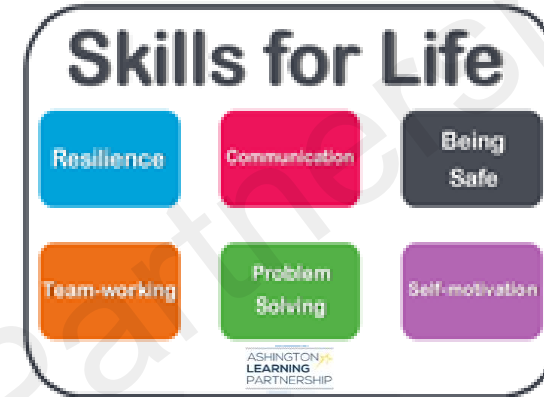 Skills for Life
Resilience
Communication
Being
Safe
Team-working
Problem
Solving
Self-motivation
ASHINGTON
LEARNING
PARTNERSHIP